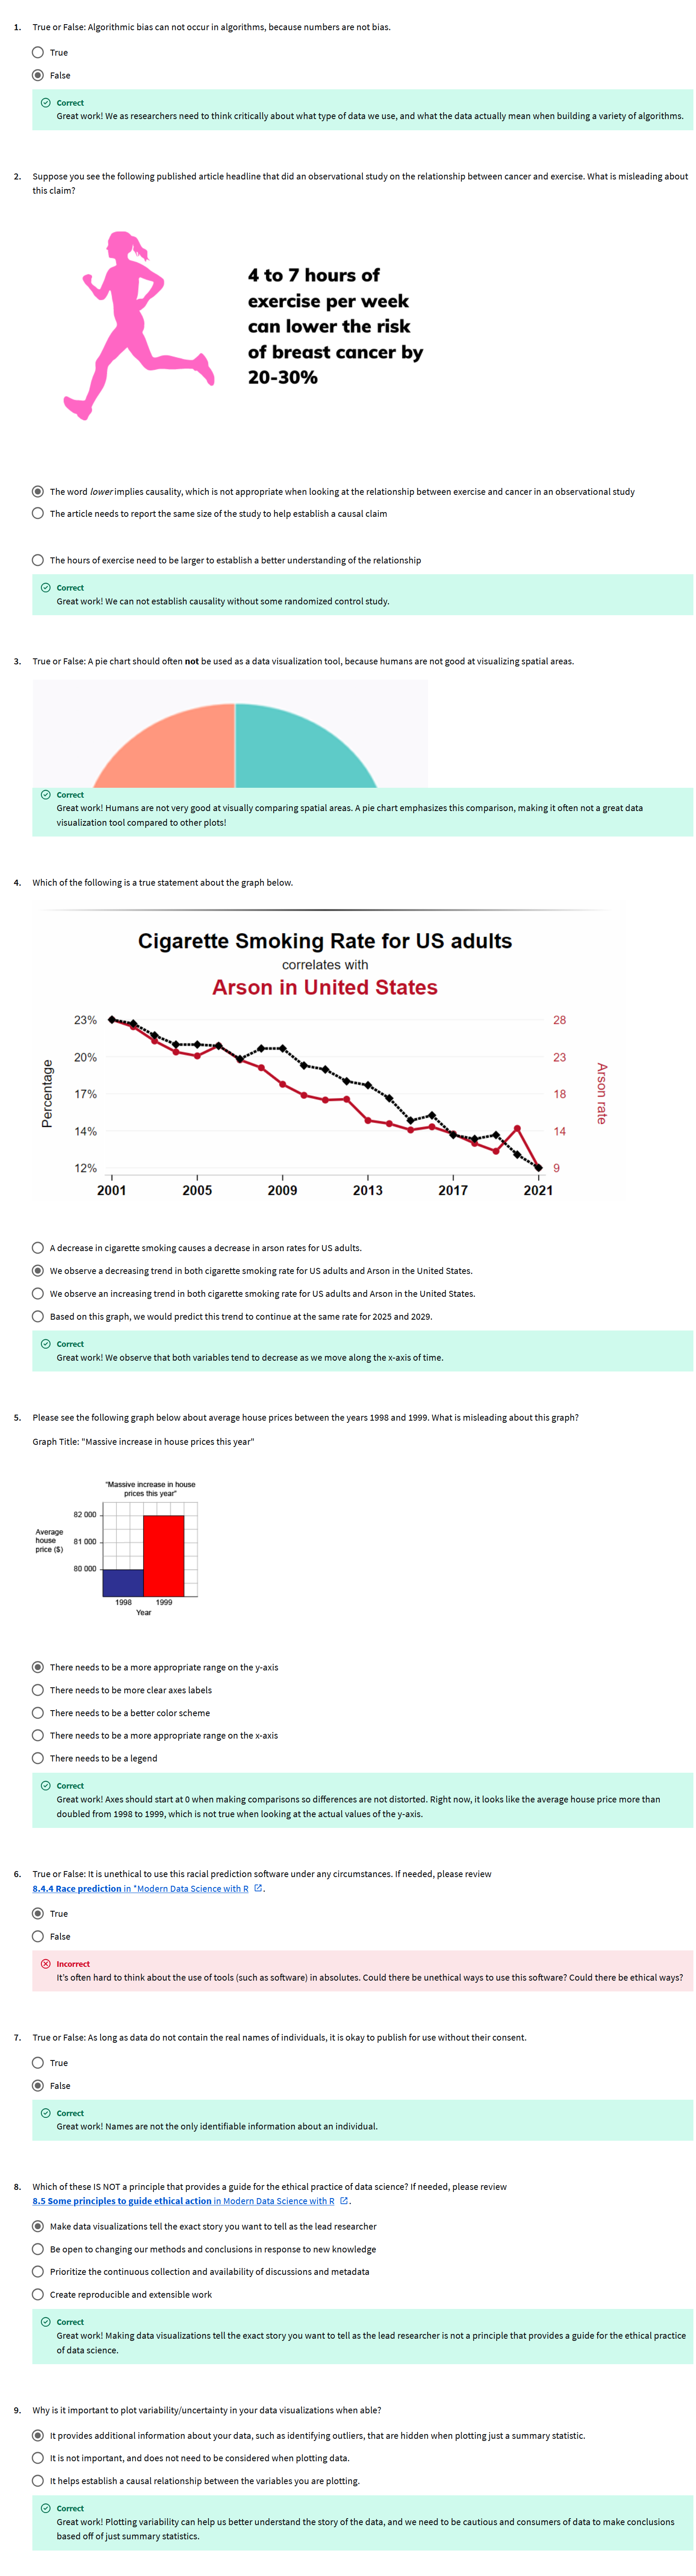 1. True or False: Algorithmic bias can not occur in algorithms, because numbers are not bias.
True
False
Correct
Great work! We as researchers need to think critically about what type of data we use, and what the data actually mean when building a variety of algorithms.
2. Suppose you see the following published article headline that did an observational study on the relationship between cancer and exercise. What is misleading about
this claim?
4 to 7 hours of
exercise per week
can lower the risk
of breast cancer by
20-30%
The word lower implies causality, which is not appropriate when looking at the relationship between exercise and cancer in an observational study
The article needs to report the same size of the study to help establish a causal claim
The hours of exercise need to be larger to establish a better understanding of the relationship
Correct
Great work! We can not establish causality without some randomized control study.
3. True or False: A pie chart should often not be used as a data visualization tool, because humans are not good at visualizing spatial areas.
Correct
Great work! Humans are not very good at visually comparing spatial areas. A pie chart emphasizes this comparison, making it often not a great data
visualization tool compared to other plots!
4. Which of the following is a true statement about the graph below.
Cigarette Smoking Rate for US adults
correlates with
Arson in United States
23% 28
20% 23
17% 18
14% 14
12% 9
Percentage
Arson rate
2001 2005 2009 2013 2017 2021
A decrease in cigarette smoking causes a decrease in arson rates for US adults.
We observe a decreasing trend in both cigarette smoking rate for US adults and Arson in the United States.
We observe an increasing trend in both cigarette smoking rate for US adults and Arson in the United States.
Based on this graph, we would predict this trend to continue at the same rate for 2025 and 2029.
Correct
Great work! We observe that both variables tend to decrease as we move along the x-axis of time.
5. Please see the following graph below about average house prices between the years 1998 and 1999. What is misleading about this graph?
Graph Title: "Massive increase in house prices this year"
"Massive increase in house
prices this year"
82 000
Average
house
price ($)
81 000
80 000
1998 1999
Year
There needs to be a more appropriate range on the y-axis
There needs to be more clear axes labels
There needs to be a better color scheme
There needs to be a more appropriate range on the x-axis
There needs to be a legend
Correct
Great work! Axes should start at 0 when making comparisons so differences are not distorted. Right now, it looks like the average house price more than
doubled from 1998 to 1999, which is not true when looking at the actual values of the y-axis.
6. True or False: It is unethical to use this racial prediction software under any circumstances. If needed, please review
8.4.4 Race prediction in *Modern Data Science with R .
True
False
Incorrect
It's often hard to think about the use of tools (such as software) in absolutes. Could there be unethical ways to use this software? Could there be ethical ways?
7. True or False: As long as data do not contain the real names of individuals, it is okay to publish for use without their consent.
True
False
Correct
Great work! Names are not the only identifiable information about an individual.
8. Which of these IS NOT a principle that provides a guide for the ethical practice of data science? If needed, please review
8.5 Some principles to guide ethical action in Modern Data Science with R .
Make data visualizations tell the exact story you want to tell as the lead researcher
Be open to changing our methods and conclusions in response to new knowledge
Prioritize the continuous collection and availability of discussions and metadata
Create reproducible and extensible work
Correct
Great work! Making data visualizations tell the exact story you want to tell as the lead researcher is not a principle that provides a guide for the ethical practice
of data science.
9. Why is it important to plot variability/uncertainty in your data visualizations when able?
It provides additional information about your data, such as identifying outliers, that are hidden when plotting just a summary statistic.
It is not important, and does not need to be considered when plotting data.
It helps establish a causal relationship between the variables you are plotting.
Correct
Great work! Plotting variability can help us better understand the story of the data, and we need to be cautious and consumers of data to make conclusions
based off of just summary statistics.